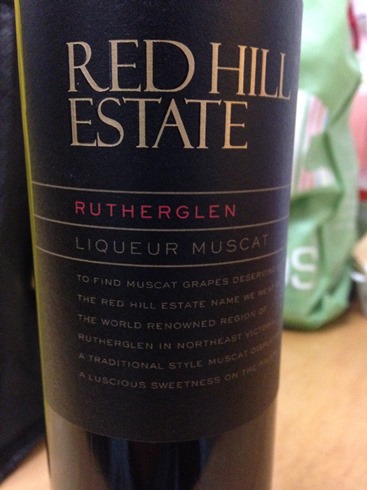 RED HILL
ESTATE
RUTHERGLEN
LIQUEUR MUSCAT
TO FIND MUSCAT GRAPES DESERVING
THE RED HILL ESTATE NAME WE
THE WORLD RENOWNED REGION OF
RUTHERGLEN IN NORTHEAST
A TRADITIONAL STYLE MUSCAT
A LUSCIOUS SWEETNESS ON THE